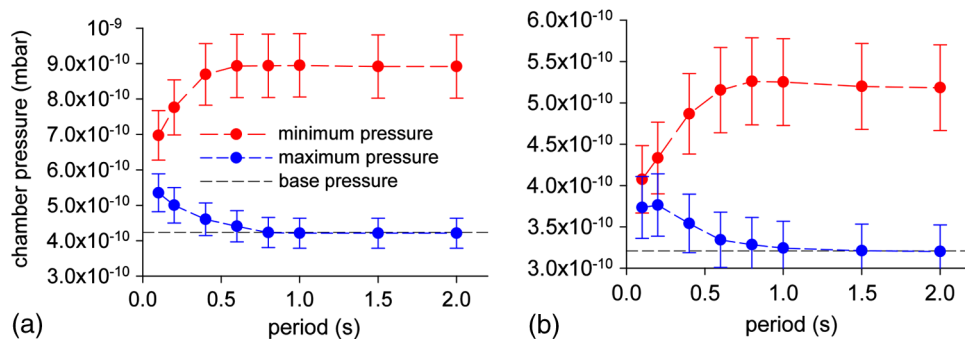 10⁻⁹
9.0x10⁻¹⁰
8.0x10⁻¹⁰
7.0x10⁻¹⁰
6.0x10⁻¹⁰
5.0x10⁻¹⁰
4.0x10⁻¹⁰
3.0x10⁻¹⁰
chamber pressure (mbar)
minimum pressure
maximum pressure
base pressure
0.0 0.5 1.0 1.5 2.0
period (s)
(a)
6.0x10⁻¹⁰
5.5x10⁻¹⁰
5.0x10⁻¹⁰
4.5x10⁻¹⁰
4.0x10⁻¹⁰
3.5x10⁻¹⁰
3.0x10⁻¹⁰
0.0 0.5 1.0 1.5 2.0
period (s)
(b)